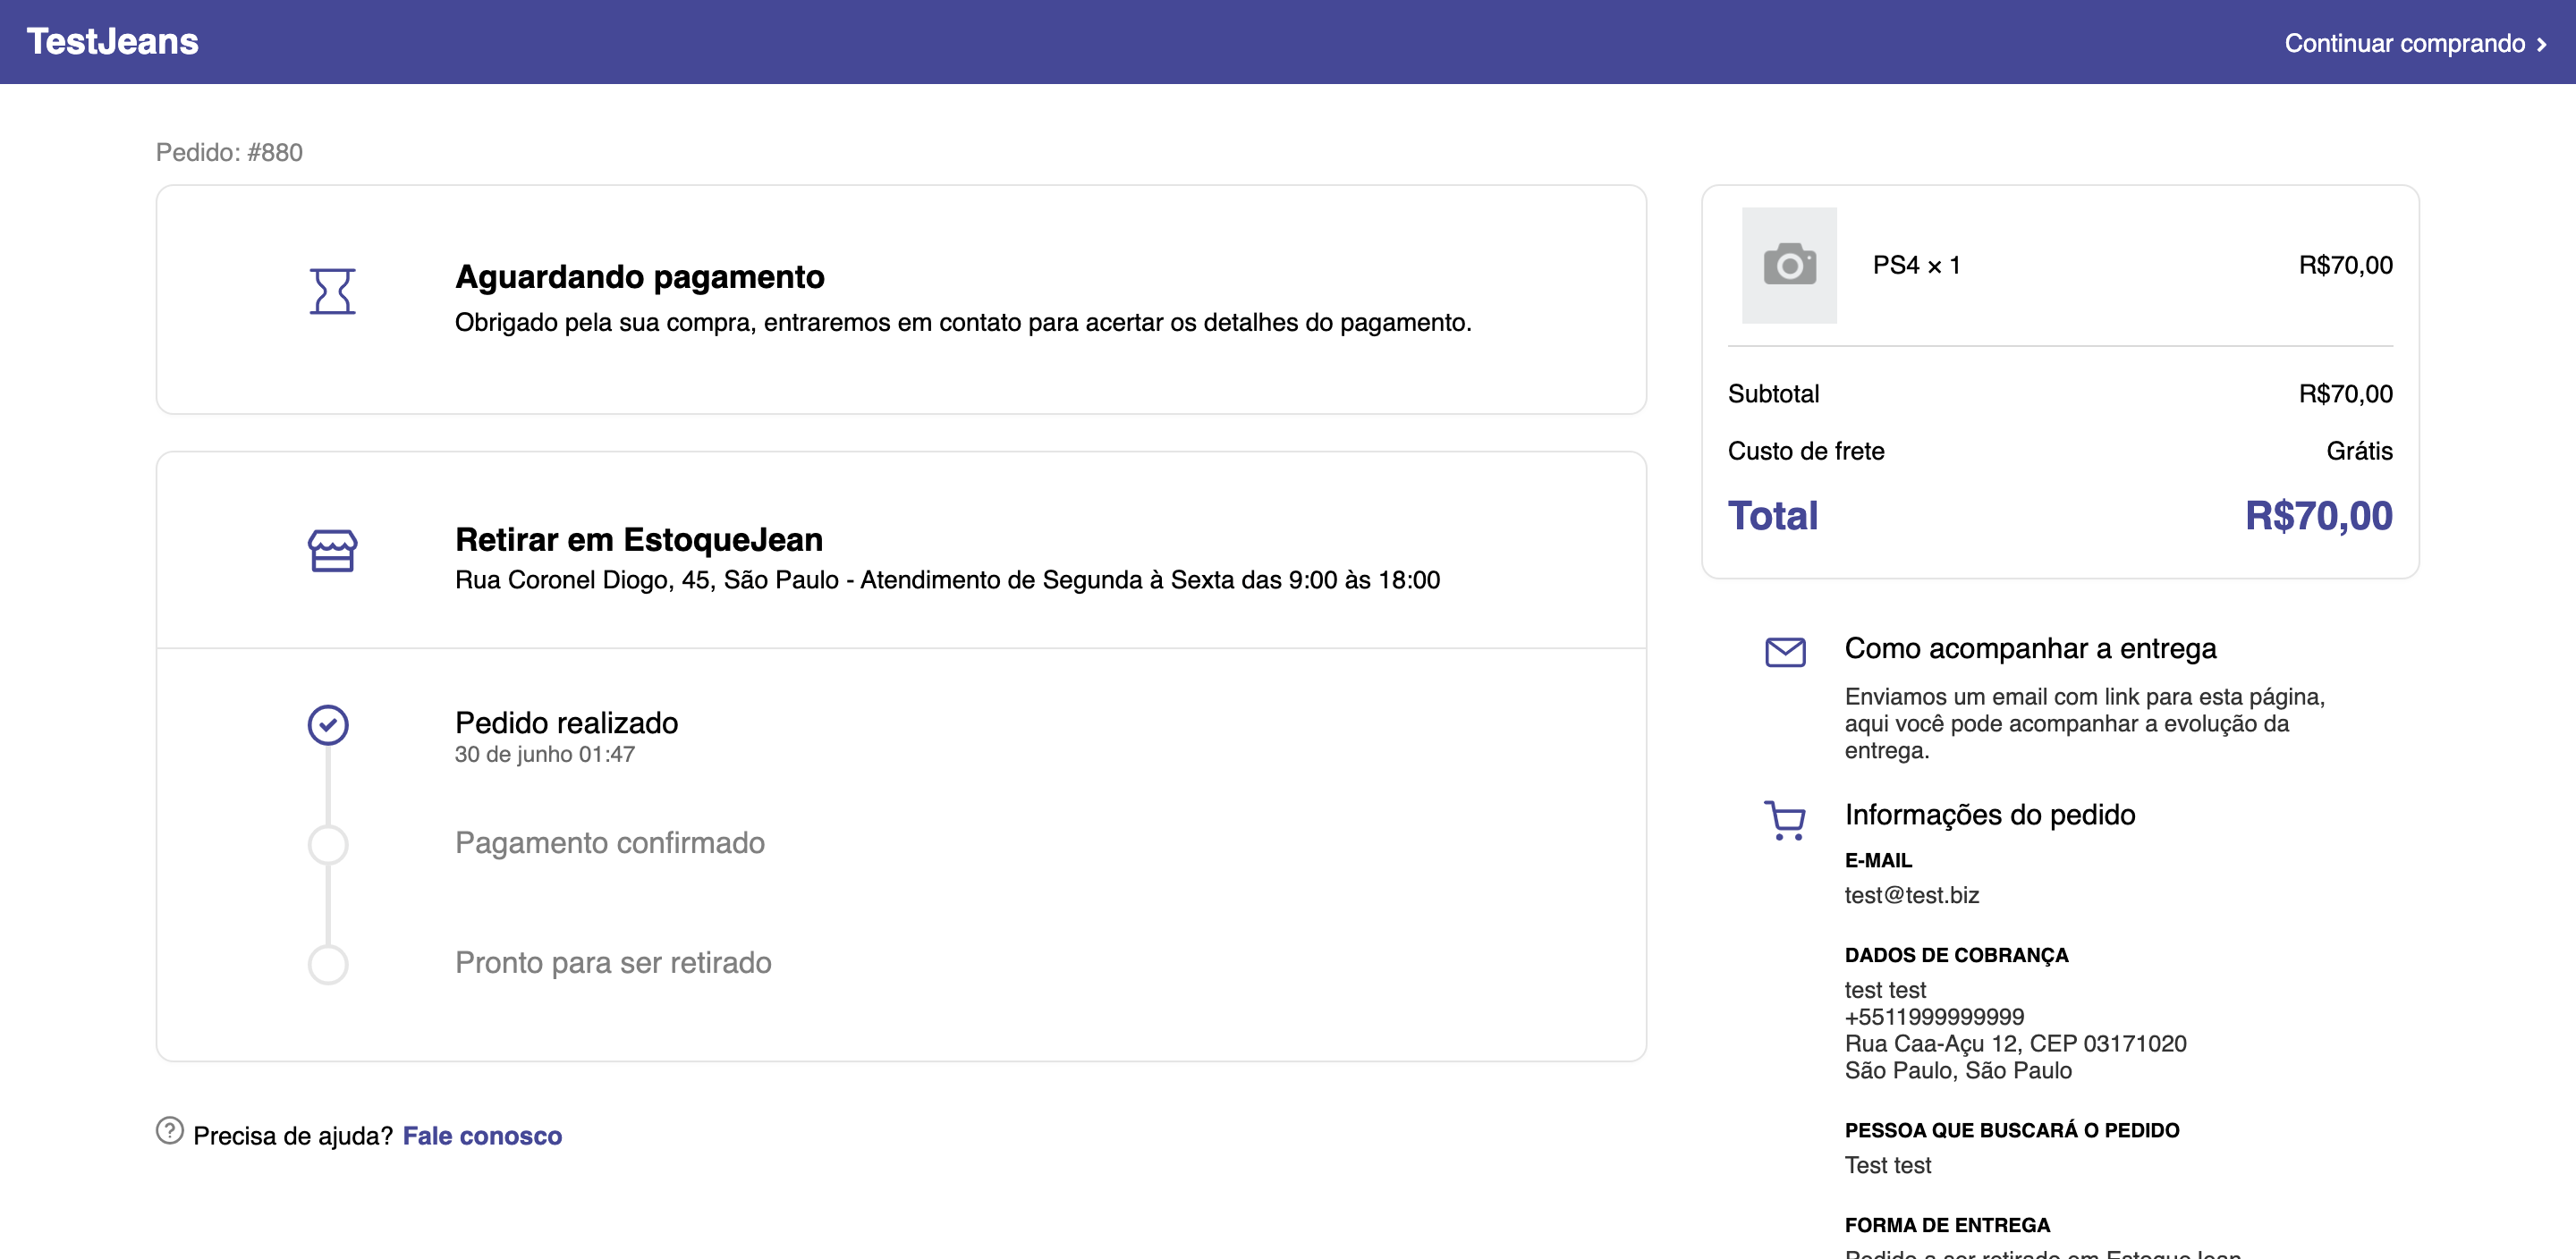 TestJeans
Continuar comprando
Pedido: #880
Aguardando pagamento
Obrigado pela sua compra, entraremos em contato para acertar os detalhes do pagamento.
Retirar em EstoqueJean
Rua Coronel Diogo, 45, São Paulo - Atendimento de Segunda à Sexta das 9:00 às 18:00
Pedido realizado
30 de junho 01:47
Pagamento confirmado
Pronto para ser retirado
Precisa de ajuda? Fale conosco
PS4 × 1 R$70,00
Subtotal R$70,00
Custo de frete Grátis
Total R$70,00
Como acompanhar a entrega
Enviamos um email com link para esta página,
aqui você pode acompanhar a evolução da
entrega.
Informações do pedido
E-MAIL
test@test.biz
DADOS DE COBRANÇA
test test
+5511999999999
Rua Caa-Açu 12, CEP 03171020
São Paulo, São Paulo
PESSOA QUE BUSCARÁ O PEDIDO
Test test
FORMA DE ENTREGA
Pedido a ser retirado em EstoqueJean